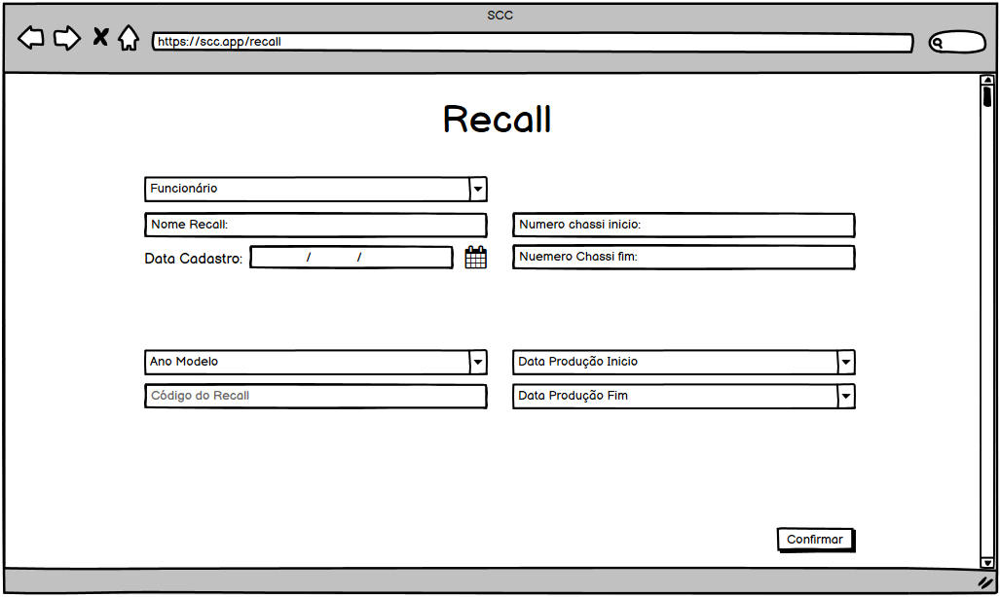 SCC
https://scc.app/recall
Recall
Funcionário
Nome Recall:
Numero chassi inicio:
Data Cadastro: / /
Nuemero Chassi fim:
Ano Modelo
Data Produção Inicio
Código do Recall
Data Produção Fim
Confirmar